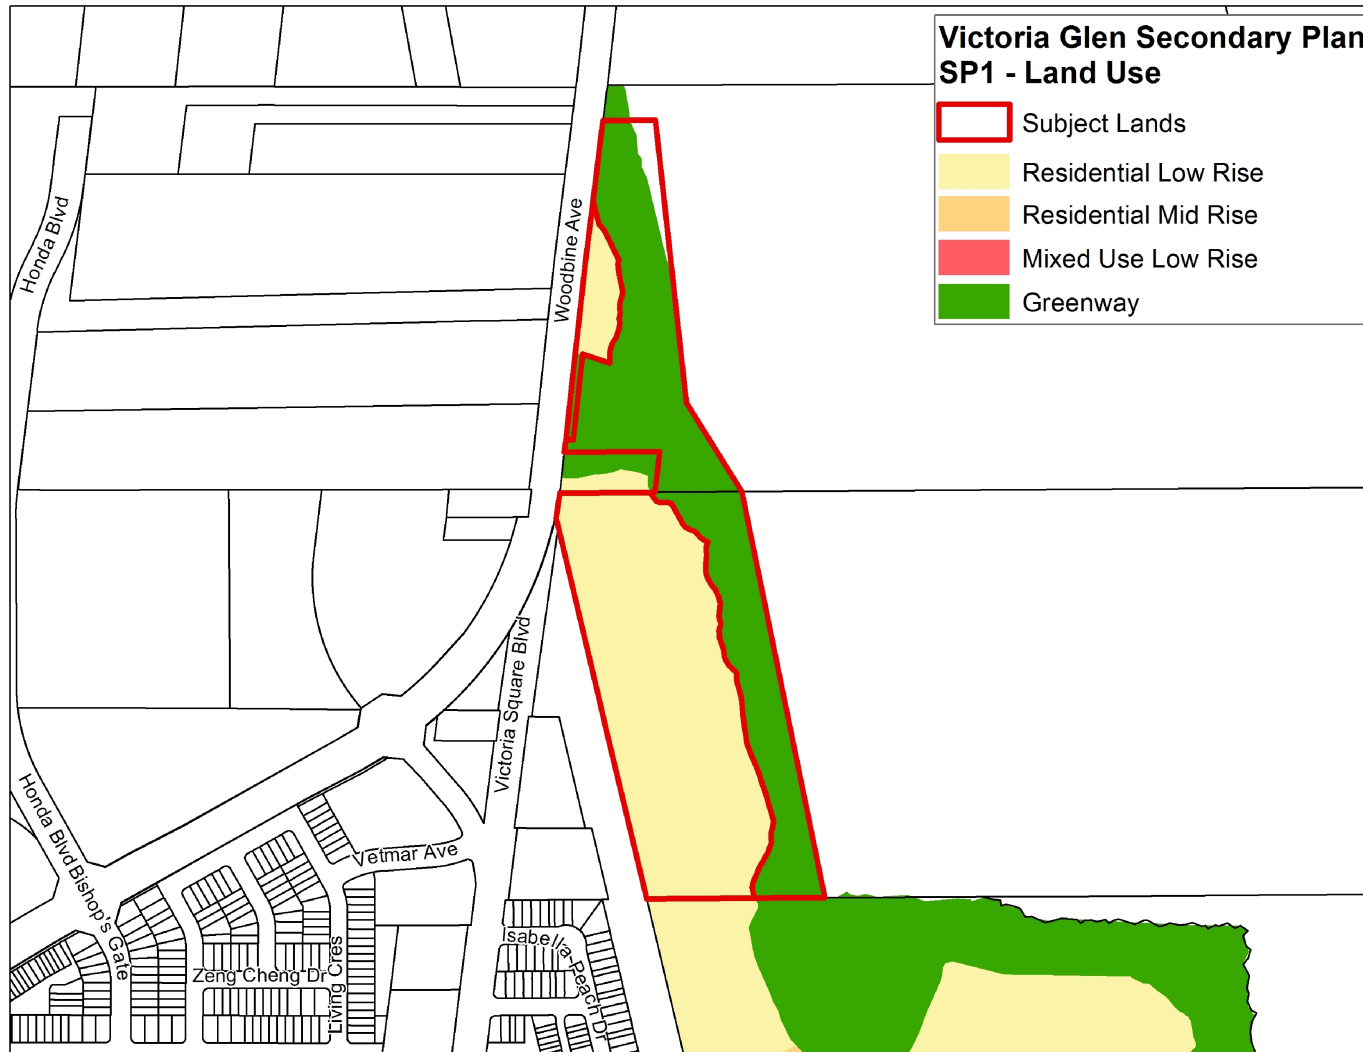 Victoria Glen Secondary Plan
SP1 - Land Use
Subject Lands
Residential Low Rise
Residential Mid Rise
Mixed Use Low Rise
Greenway
Honda Blvd
Woodbine Ave
Victoria Square Blvd
Honda Blvd
Bishop's Gate
Vetmar Ave
Zeng Cheng Dr
Living Cres
Isabella Peach Dr